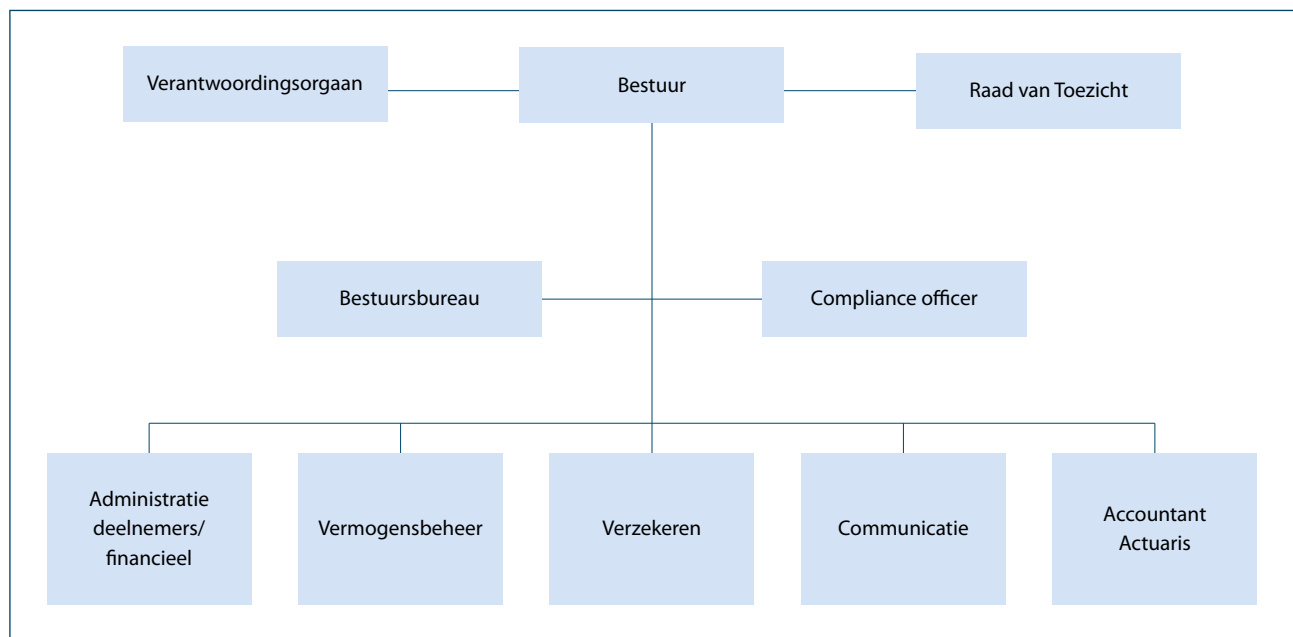 Verantwoordingsorgaan
Bestuur
Raad van Toezicht
Bestuursbureau
Compliance officer
Administratie
deelnemers/
financieel
Vermogensbeheer
Verzekeren
Communicatie
Accountant
Actuaris